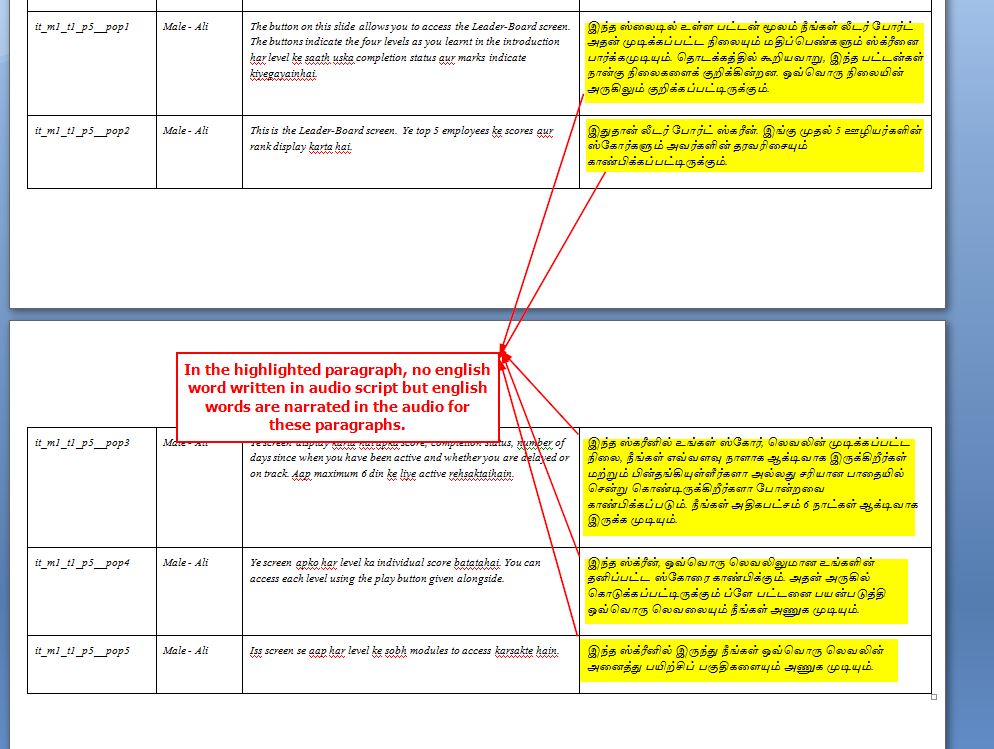 it_m1_t1_p5__pop1
Male - Ali
The button on this slide allows you to access the Leader-Board screen.
The buttons indicate the four levels as you learnt in the introduction
har level ke saath uska completion status aur marks indicate
kiyegayainhai.
இந்த ஸ்லைடில் உள்ள பட்டன் மூலம் நீங்கள் லீடர் போர்ட்
அதன் முடிக்கப்பட்ட நிலையும் மதிப்பெண்களும் ஸ்க்ரீனை
பார்க்கமுடியும். தொடக்கத்தில் கூறியவாறு, இந்த பட்டன்கள்
நான்கு நிலைகளைக் குறிக்கின்றன. ஒவ்வொரு நிலையின்
அருகிலும் குறிக்கப்பட்டிருக்கும்.
it_m1_t1_p5__pop2
Male - Ali
This is the Leader-Board screen. Ye top 5 employees ke scores aur
rank display karta hai.
இதுதான் லீடர் போர்ட் ஸ்கரீன். இங்கு முதல் 5 ஊழியர்களின்
ஸ்கோர்களும் அவர்களின் தரவரிசையும்
காண்பிக்கப்பட்டிருக்கும்.
In the highlighted paragraph, no english
word written in audio script but english
words are narrated in the audio for
these paragraphs.
it_m1_t1_p5__pop3
Male - Ali
Ye screen display karta hai apka score, completion status, number of
days since when you have been active and whether you are delayed or
on track. Aap maximum 6 din ke liye active rehsaktaihain.
இந்த ஸ்கரீனில் உங்கள் ஸ்கோர், லெவலின் முடிக்கப்பட்ட
நிலை, நீங்கள் எவ்வளவு நாளாக ஆக்டிவாக இருக்கிறீர்கள்
மற்றும் பின்தங்கியுள்ளீர்களா அல்லது சரியான பாதையில்
சென்று கொண்டிருக்கிறீர்களா போன்றவை
காண்பிக்கப்படும். நீங்கள் அதிகபட்சம் 6 நாட்கள் ஆக்டிவாக
இருக்க முடியும்.
it_m1_t1_p5__pop4
Male - Ali
Ye screen apko har level ka individual score batatahai. You can
access each level using the play button given alongside.
இந்த ஸ்க்ரீன், ஒவ்வொரு லெவலிலுமான உங்களின்
தனிப்பட்ட ஸ்கோரை காண்பிக்கும். அதன் அருகில்
கொடுக்கப்பட்டிருக்கும் ப்ளே பட்டனை பயன்படுத்தி
ஒவ்வொரு லெவலையும் நீங்கள் அணுக முடியும்.
it_m1_t1_p5__pop5
Male - Ali
Iss screen se aap har level ke sobh modules to access karsakte hain.
இந்த ஸ்க்ரீனில் இருந்து நீங்கள் ஒவ்வொரு லெவலின்
அனைத்து பயிற்சிப் பகுதிகளையும் அணுக முடியும்.